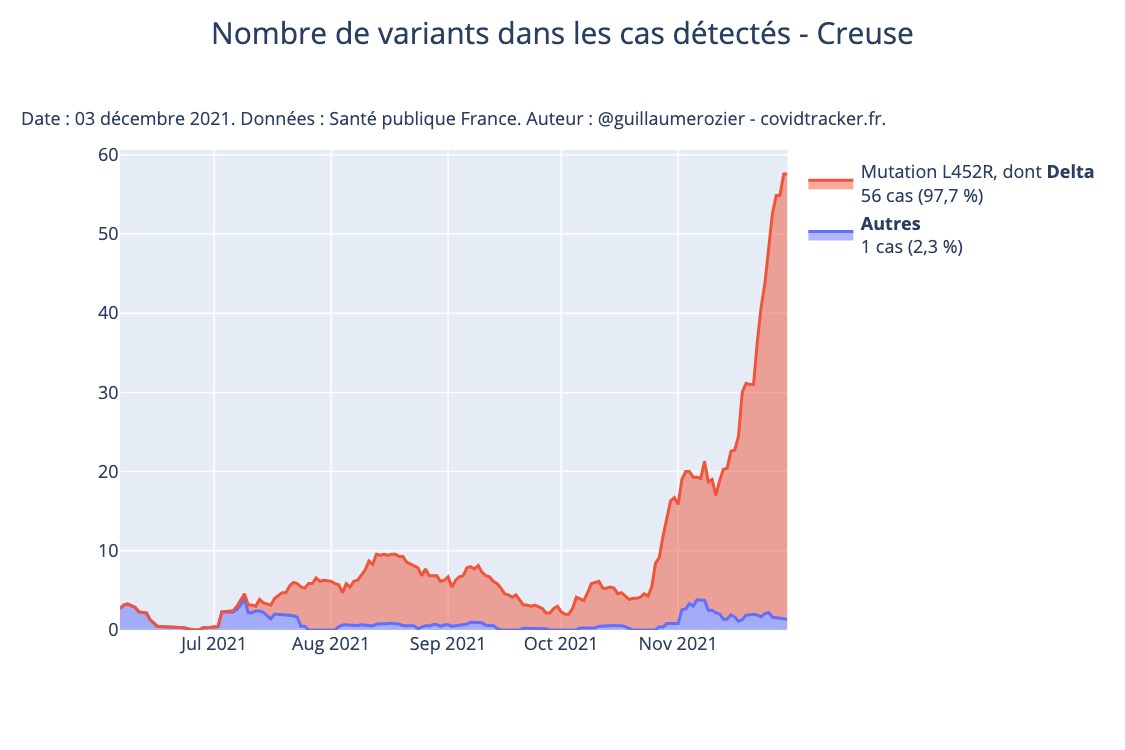 Nombre de variants dans les cas détectés - Creuse
Date : 03 décembre 2021. Données : Santé publique France. Auteur : @guillaumerozier - covidtracker.fr.
60
50
40
30
20
10
0
Jul 2021
Aug 2021
Sep 2021
Oct 2021
Nov 2021
Mutation L452R, dont Delta
56 cas (97,7 %)
Autres
1 cas (2,3 %)